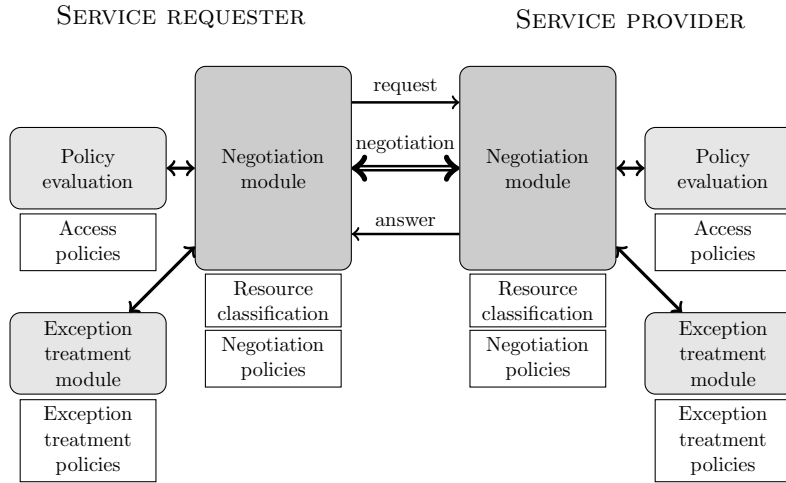 SERVICE REQUESTER
SERVICE PROVIDER
request
negotiation
answer
Policy
evaluation
Access
policies
Exception
treatment
module
Exception
treatment
policies
Negotiation
module
Resource
classification
Negotiation
policies
Negotiation
module
Resource
classification
Negotiation
policies
Policy
evaluation
Access
policies
Exception
treatment
module
Exception
treatment
policies